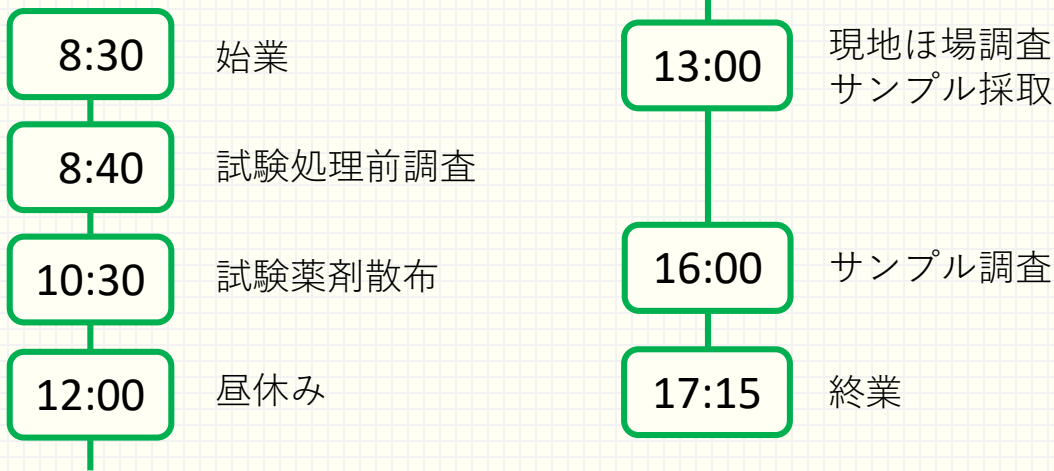 8:30 始業
8:40 試験処理前調査
10:30 試験薬剤散布
12:00 昼休み
13:00 現地ほ場調査
サンプル採取
16:00 サンプル調査
17:15 終業